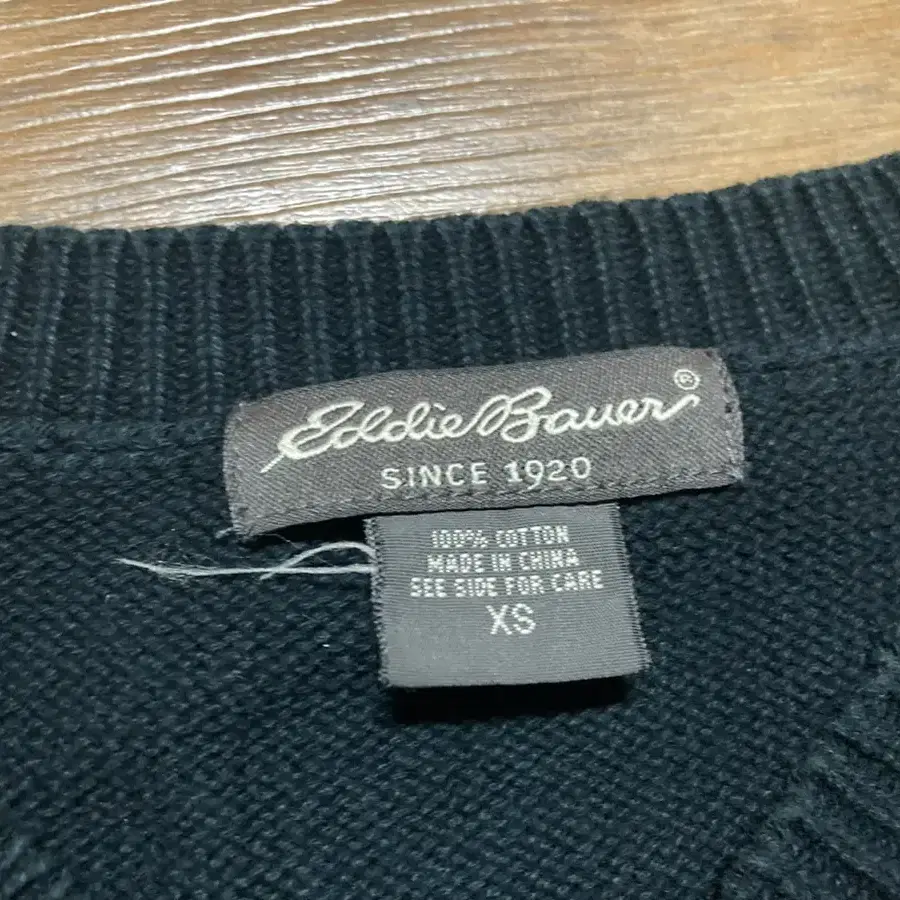 Eddie Bauer®
SINCE 1920
100% COTTON
MADE IN CHINA
SEE SIDE FOR CARE
XS